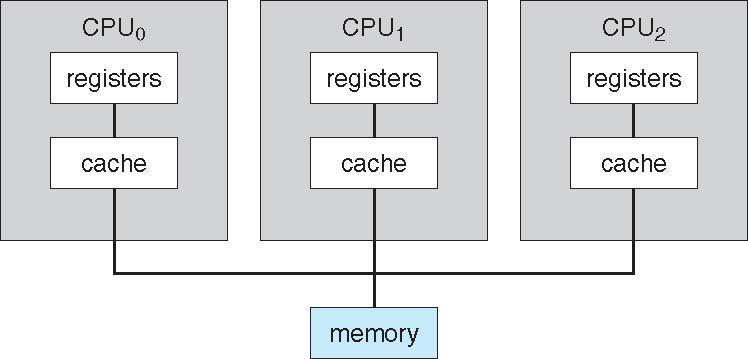 CPU₀
registers
cache
CPU₁
registers
cache
CPU₂
registers
cache
memory